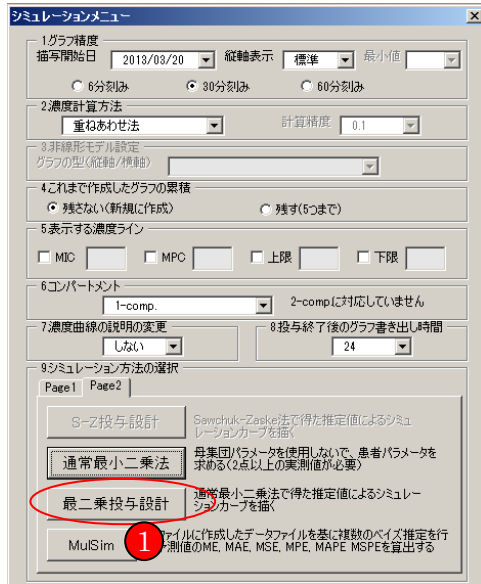 シミュレーションメニュー
1.グラフ精度
描写開始日 2013/03/20 縦軸表示 標準 最小値
6分刻み 30分刻み 60分刻み
2.濃度計算方法
重ねあわせ法 計算精度 0.1
3.非線形モデル設定
グラフの型(縦軸/横軸)
4.これまで作成したグラフの累積
残さない(新規に作成) 残す(5つまで)
5.表示する濃度ライン
MIC MPC 上限 下限
6.コンパートメント
1-comp. 2-compに対応していません
7.濃度曲線の説明の変更 8.投与終了後のグラフ書き出し時間
しない 24
9.シミュレーション方法の選択
Page1 Page2
S-Z投与設計 Sawchuk-Zaske法で得た推定値によるシミュ
レーションカーブを描く
通常最小二乗法 母集団パラメータを使用しないで、患者パラメータを
求める(2点以上の実測値が必要)
最二乗投与設計 通常最小二乗法で得た推定値によるシミュレー
ションカーブを描く
MulSim 1 ファイルに作成したデータファイルを基に複数のベイズ推定を行
予測値のME, MAE, MSE, MPE, MAPE MSPEを算出する